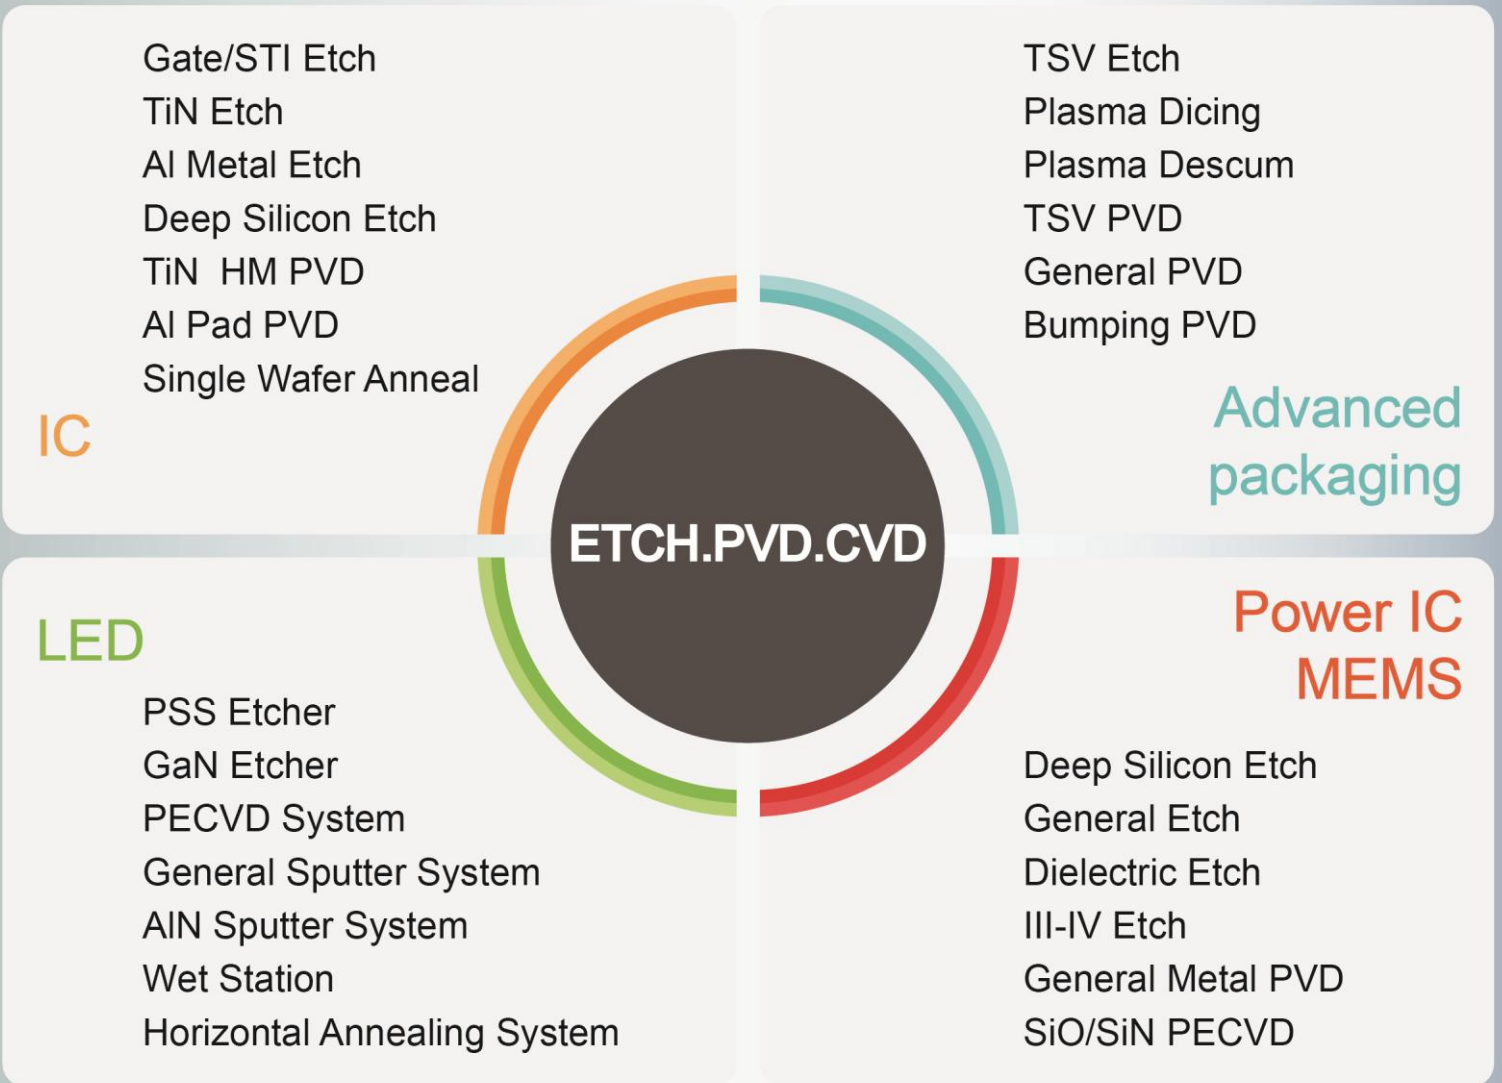 Gate/STI Etch
TiN Etch
Al Metal Etch
Deep Silicon Etch
TiN  HM PVD
Al Pad PVD
Single Wafer Anneal
IC
TSV Etch
Plasma Dicing
Plasma Descum
TSV PVD
General PVD
Bumping PVD
Advanced
packaging
ETCH.PVD.CVD
LED
PSS Etcher
GaN Etcher
PECVD System
General Sputter System
AlN Sputter System
Wet Station
Horizontal Annealing System
Power IC
MEMS
Deep Silicon Etch
General Etch
Dielectric Etch
III-IV Etch
General Metal PVD
SiO/SiN PECVD